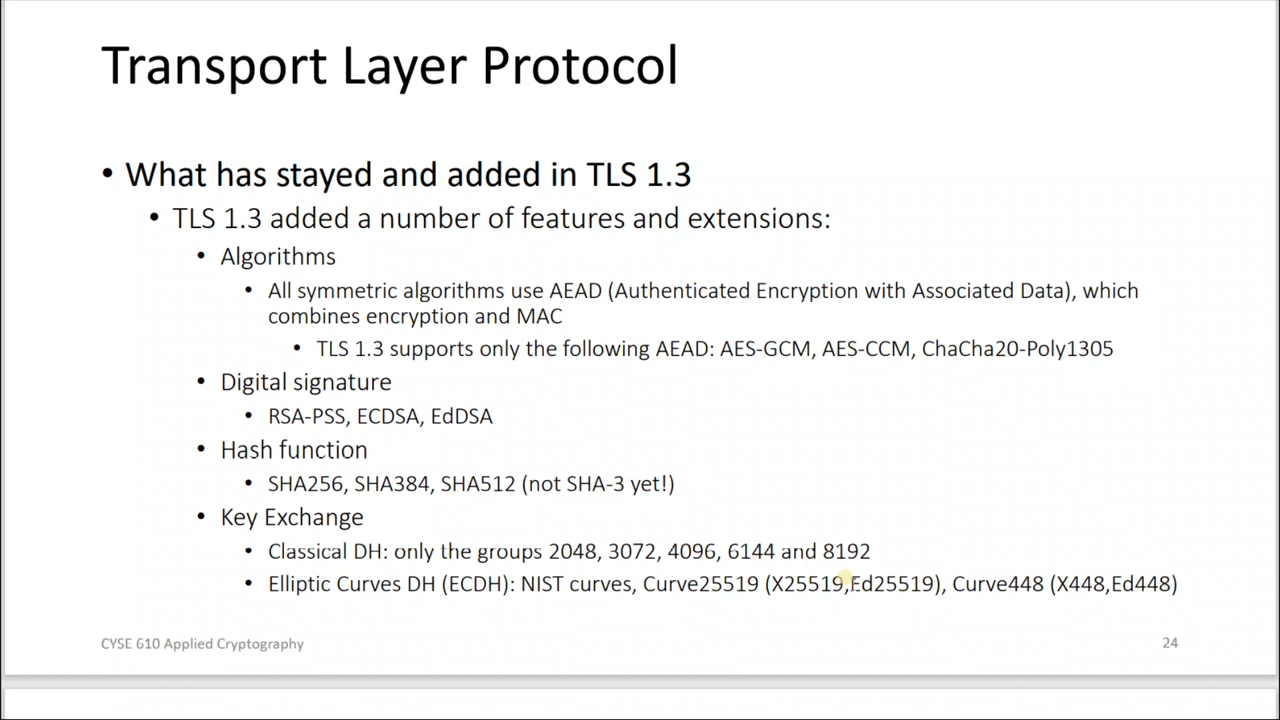 Transport Layer Protocol
• What has stayed and added in TLS 1.3
• TLS 1.3 added a number of features and extensions:
• Algorithms
• All symmetric algorithms use AEAD (Authenticated Encryption with Associated Data), which
combines encryption and MAC
• TLS 1.3 supports only the following AEAD: AES-GCM, AES-CCM, ChaCha20-Poly1305
• Digital signature
• RSA-PSS, ECDSA, EdDSA
• Hash function
• SHA256, SHA384, SHA512 (not SHA-3 yet!)
• Key Exchange
• Classical DH: only the groups 2048, 3072, 4096, 6144 and 8192
• Elliptic Curves DH (ECDH): NIST curves, Curve25519 (X25519,Ed25519), Curve448 (X448,Ed448)
CYSE 610 Applied Cryptography
24